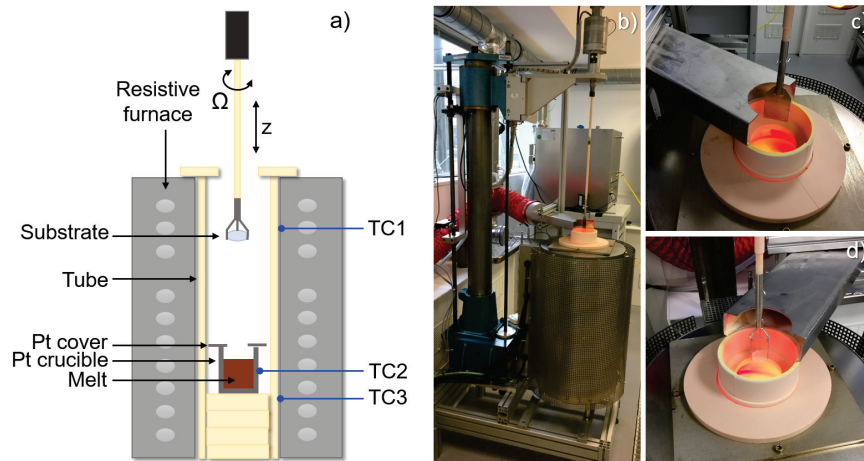 a)
Resistive
furnace
Ω
z
Substrate
TC1
Tube
Pt cover
Pt crucible
TC2
Melt
TC3
b)
c)
d)